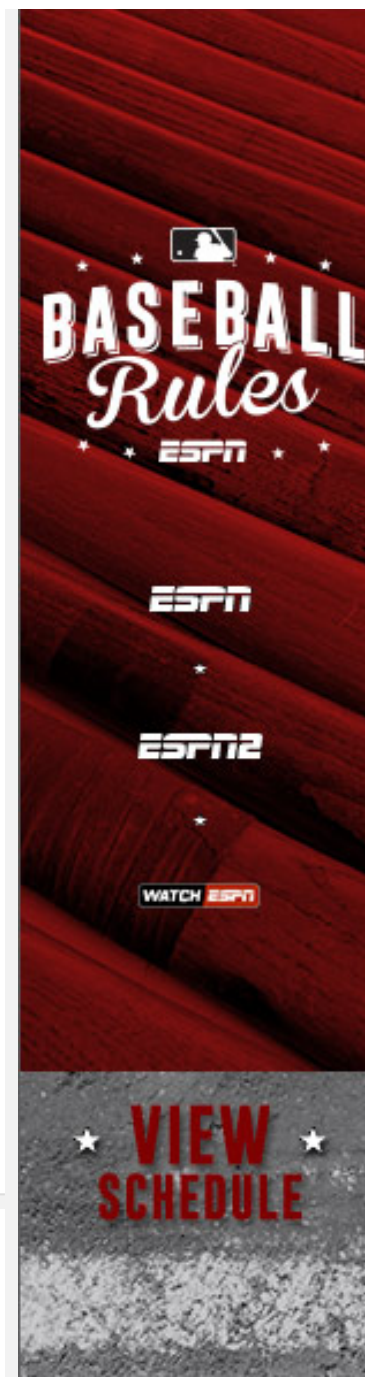 BASEBALL
Rules
ESPN
ESPN
ESPN2
WATCH ESPN
VIEW
SCHEDULE